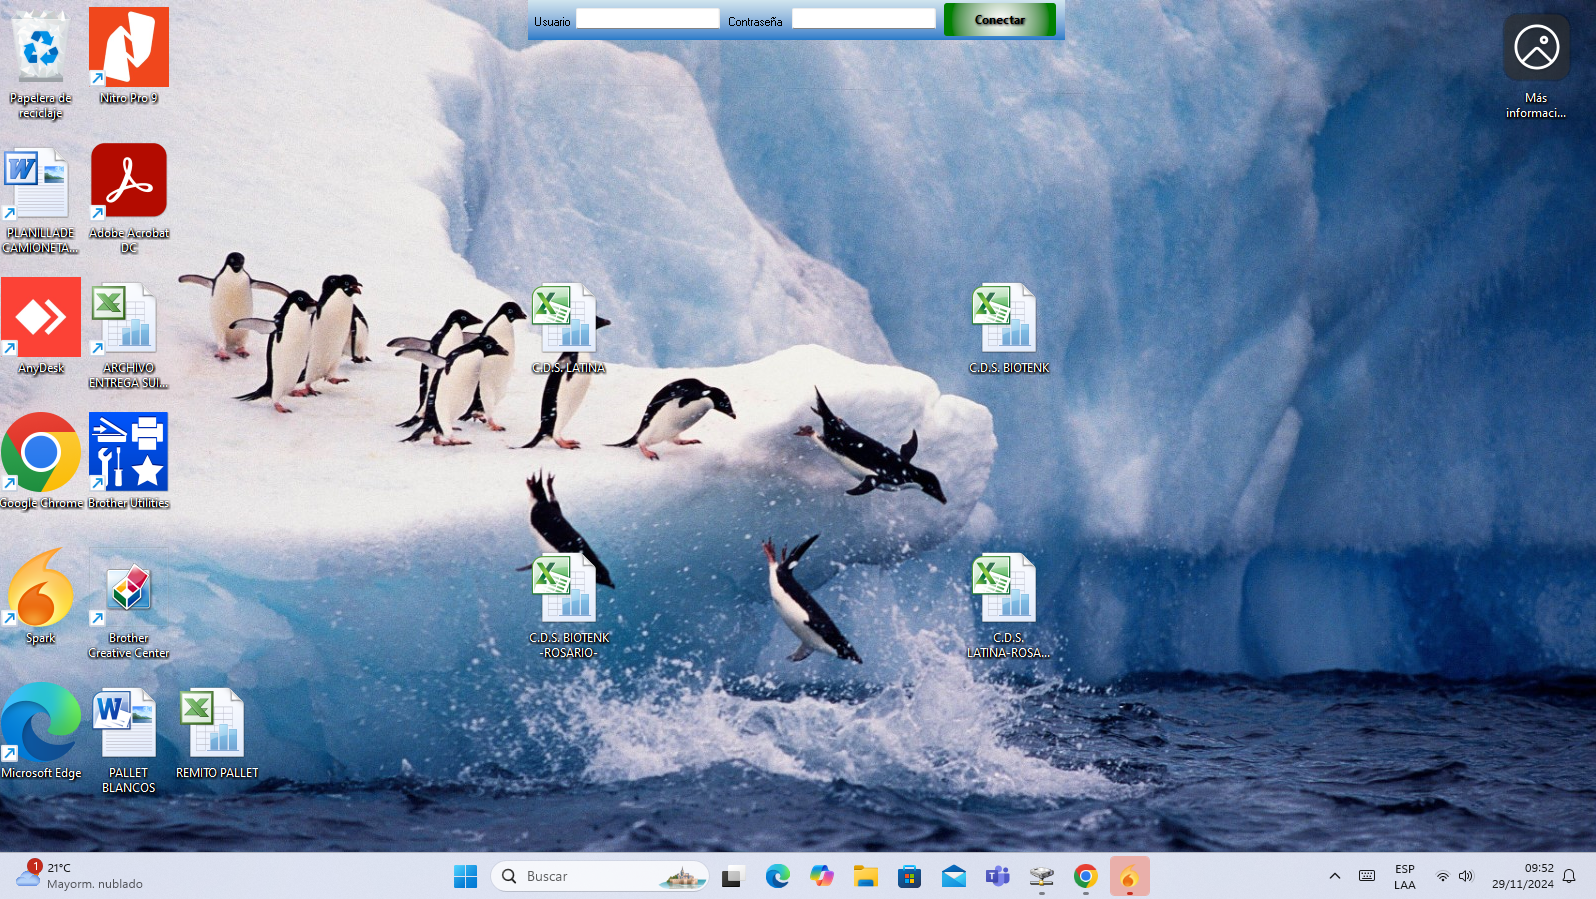 Usuario
Contraseña
Conectar
Papelera de
reciclaje
Nitro Pro 9
Más
informaci...
PLANILLADE
CAMIONETA...
Adobe Acrobat
DC
AnyDesk
ARCHIVO
ENTREGA SUI...
C.D.S. LATINA
C.D.S. BIOTENK
Google Chrome
Brother Utilities
Spark
Brother
Creative Center
C.D.S. BIOTENK
-ROSARIO-
C.D.S.
LATINA-ROSA...
Microsoft Edge
PALLET
BLANCOS
REMITO PALLET
1
21°C
Mayorm. nublado
Buscar
ESP
LAA
09:52
29/11/2024